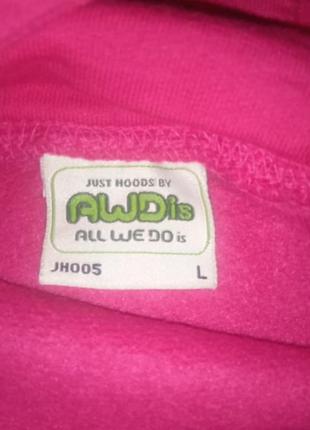 JUST HOODS BY
AWDis
ALL WE DO is
JH005 L